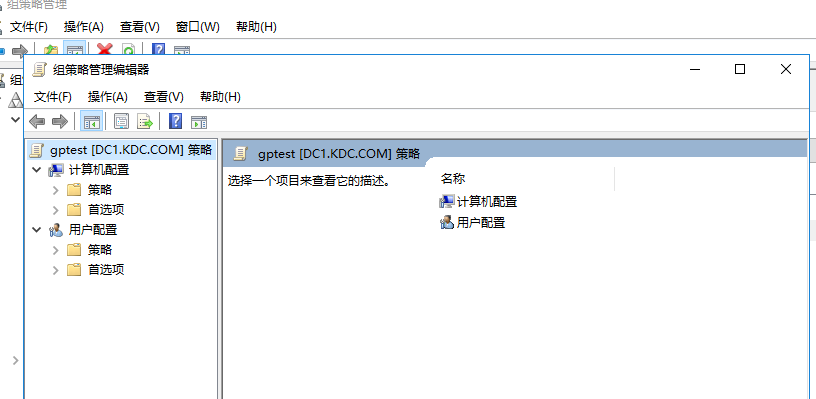 组策略管理
文件(F) 操作(A) 查看(V) 窗口(W) 帮助(H)
组策略管理编辑器
文件(F) 操作(A) 查看(V) 帮助(H)
gptest [DC1.KDC.COM] 策略
计算机配置
策略
首选项
用户配置
策略
首选项
gptest [DC1.KDC.COM] 策略
选择一个项目来查看它的描述。
名称
计算机配置
用户配置